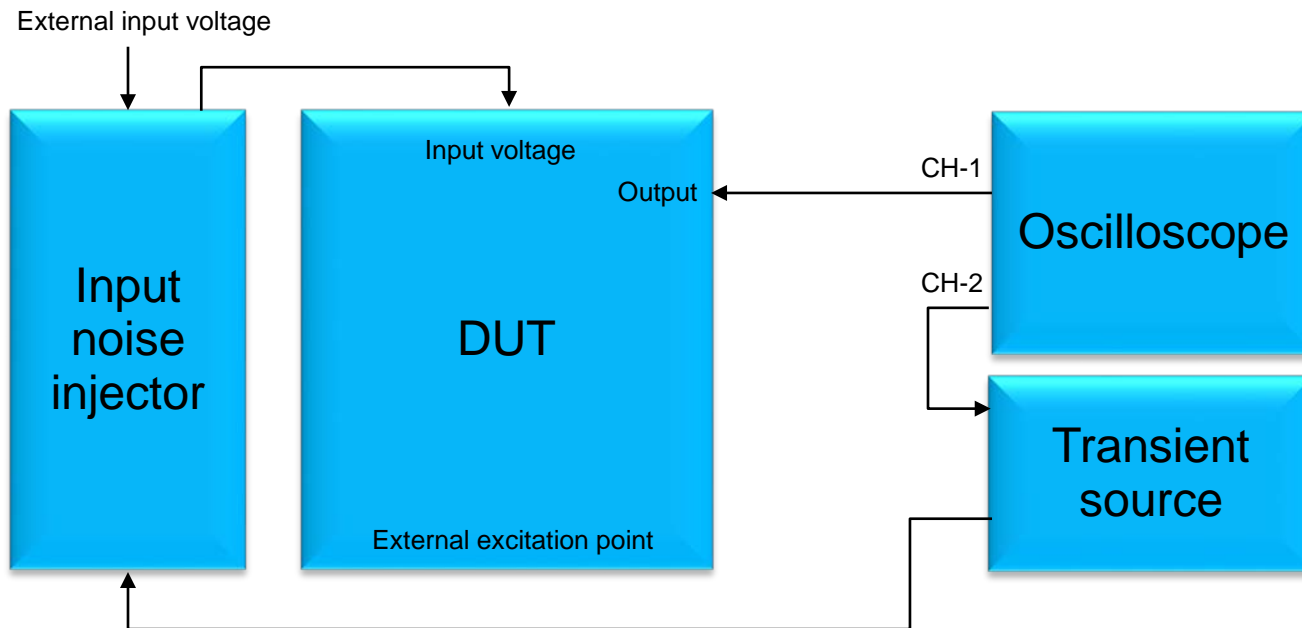 External input voltage
Input voltage
Output
CH-1
Oscilloscope
CH-2
Input
noise
injector
DUT
Transient
source
External excitation point